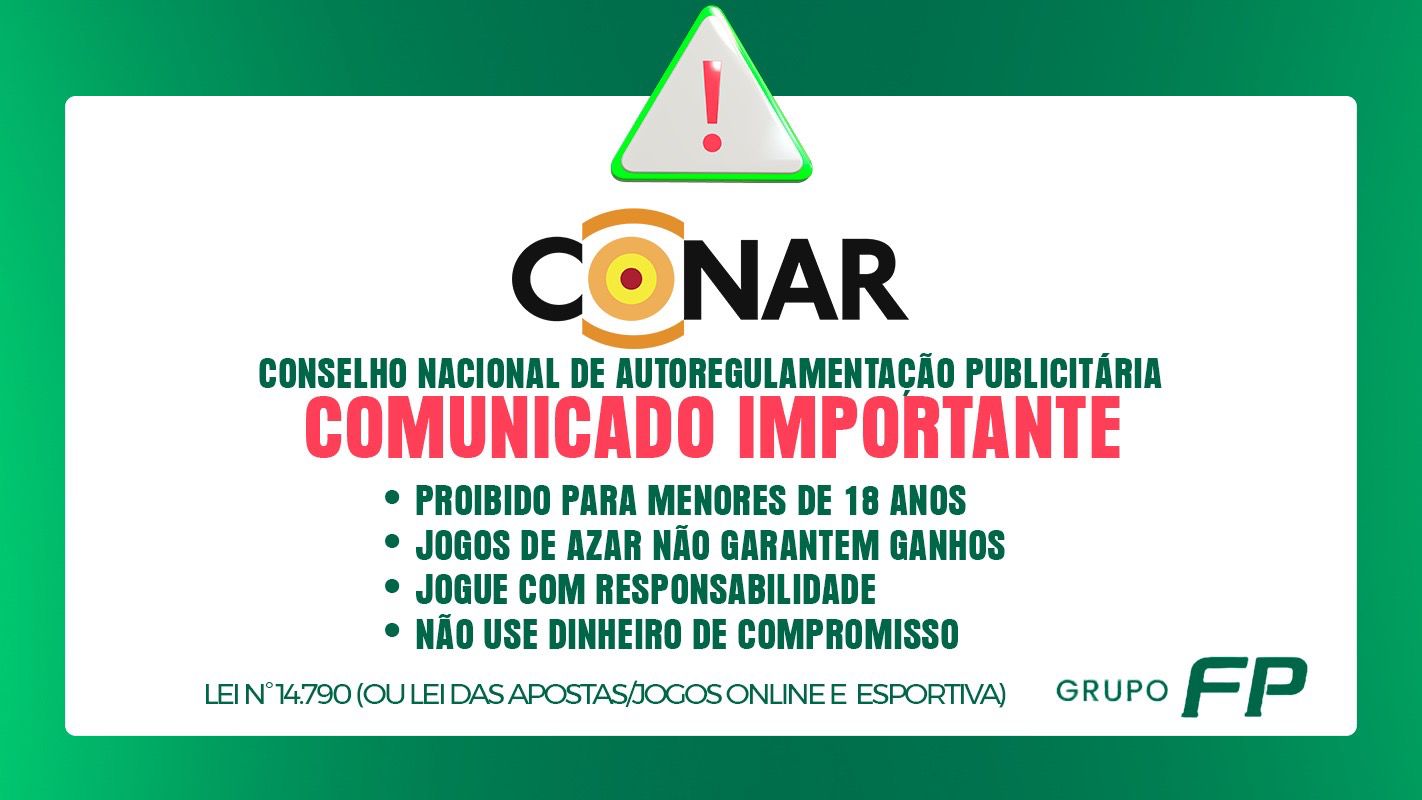 !
CONAR
CONSELHO NACIONAL DE AUTOREGULAMENTAÇÃO PUBLICITÁRIA
COMUNICADO IMPORTANTE
• PROIBIDO PARA MENORES DE 18 ANOS
• JOGOS DE AZAR NÃO GARANTEM GANHOS
• JOGUE COM RESPONSABILIDADE
• NÃO USE DINHEIRO DE COMPROMISSO
LEI N° 14.790 (OU LEI DAS APOSTAS/JOGOS ONLINE E ESPORTIVA)
GRUPO FP